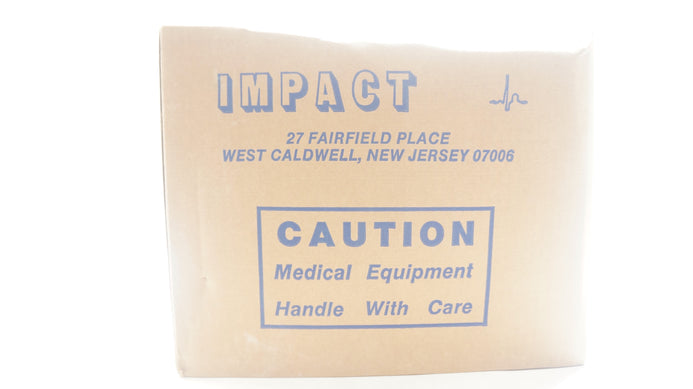 IMPACT
27 FAIRFIELD PLACE
WEST CALDWELL, NEW JERSEY 07006
CAUTION
Medical Equipment
Handle With Care